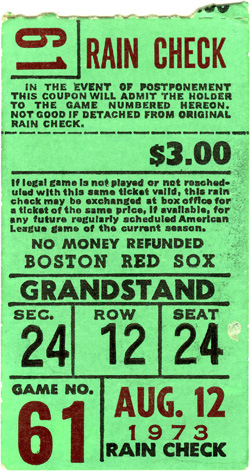 61 RAIN CHECK
IN THE EVENT OF POSTPONEMENT
THIS COUPON WILL ADMIT THE HOLDER
TO THE GAME NUMBERED HEREON.
NOT GOOD IF DETACHED FROM ORIGINAL
RAIN CHECK.
$3.00
If legal game is not played or not resched-
uled with this same ticket valid, this rain
check may be exchanged at box office for
a ticket of the same price, if available, for
any future regularly scheduled American
League game of the current season.
NO MONEY REFUNDED
BOSTON RED SOX
GRANDSTAND
SEC. ROW SEAT
24 12 24
GAME NO.
61
AUG. 12
1973
RAIN CHECK